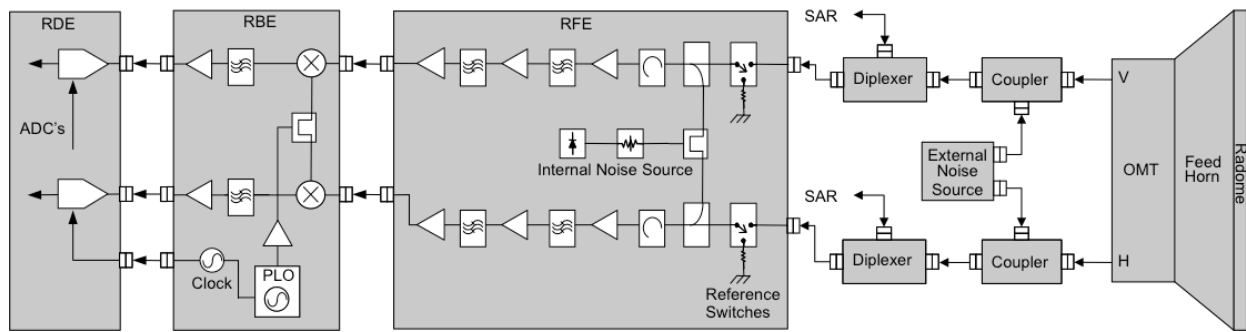 RDE
RBE
RFE
SAR
Diplexer
Coupler
V
ADC's
Internal Noise Source
External
Noise
Source
OMT
Feed
Horn
Radome
SAR
Clock
PLO
Reference
Switches
Diplexer
Coupler
H